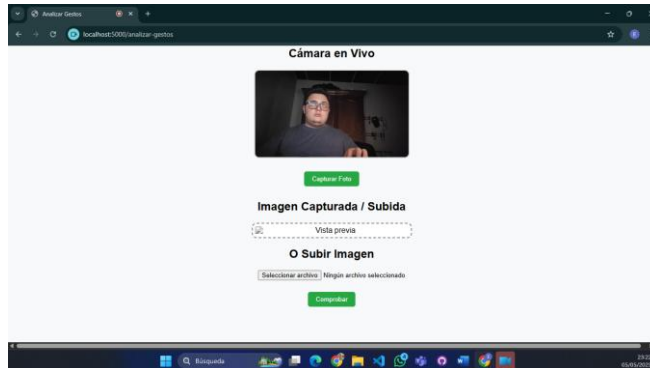 Analizar Gestos
localhost:5000/analizar-gestos
Cámara en Vivo
Capturar Foto
Imagen Capturada / Subida
Vista previa
O Subir Imagen
Seleccionar archivo Ningún archivo seleccionado
Comprobar
Búsqueda